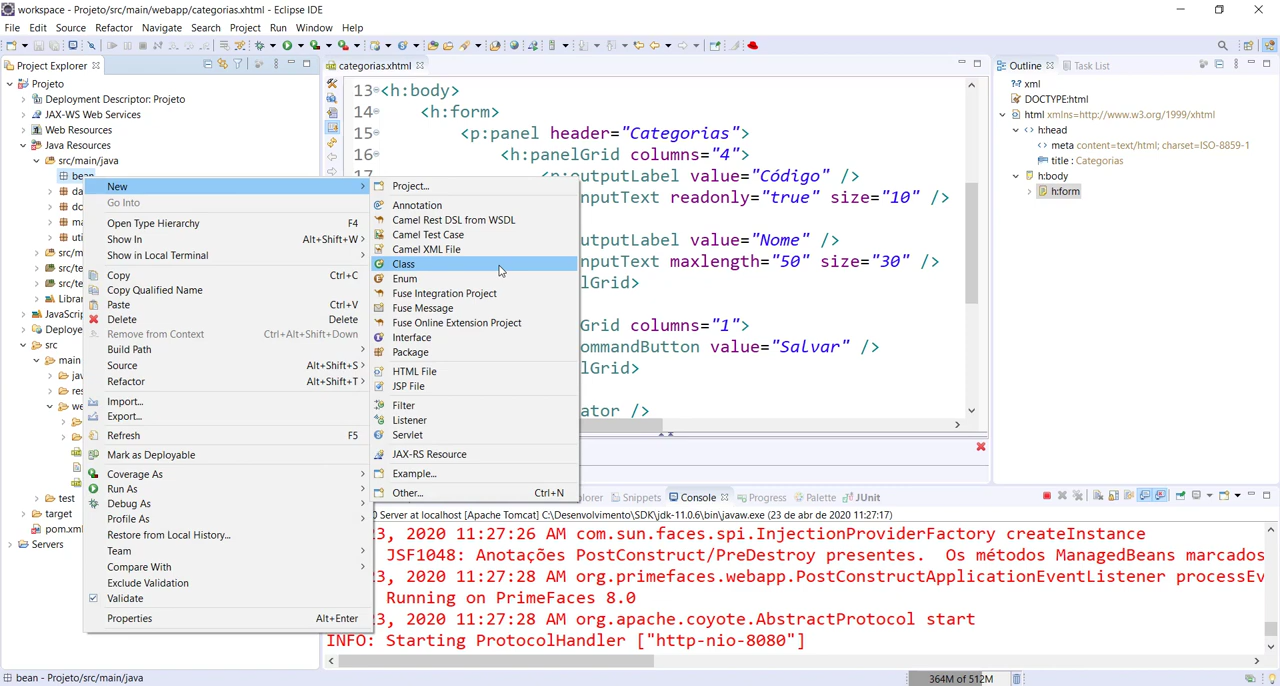 workspace - Projeto/src/main/webapp/categorias.xhtml - Eclipse IDE
File Edit Source Refactor Navigate Search Project Run Window Help
Project Explorer
Projeto
Deployment Descriptor: Projeto
JAX-WS Web Services
Web Resources
Java Resources
src/main/java
bean
src/m
src/te
src/te
Librar
JavaScrip
Deploye
src
main
test
target
pom.xml
Servers
New
Go Into
Open Type Hierarchy F4
Show In Alt+Shift+W
Show in Local Terminal
Copy Ctrl+C
Copy Qualified Name
Paste Ctrl+V
Delete Delete
Remove from Context Ctrl+Alt+Shift+Down
Build Path
Source Alt+Shift+S
Refactor Alt+Shift+T
Import...
Export...
Refresh F5
Mark as Deployable
Coverage As
Run As
Debug As
Profile As
Restore from Local History...
Team
Compare With
Exclude Validation
Validate
Properties Alt+Enter
Project...
Annotation
Camel Rest DSL from WSDL
Camel Test Case
Camel XML File
Class
Enum
Fuse Integration Project
Fuse Message
Fuse Online Extension Project
Interface
Package
HTML File
JSP File
Filter
Listener
Servlet
JAX-RS Resource
Example...
Other... Ctrl+N
categorias.xhtml
13 <h:body>
14 <h:form>
15 <p:panel header="Categorias">
16 <h:panelGrid columns="4">
17 p:outputLabel value="Código" />
nputText readonly="true" size="10" />
utputLabel value="Nome" />
nputText maxlength="50" size="30" />
lGrid>
Grid columns="1">
ommandButton value="Salvar" />
lGrid>
ator />
Outline Task List
xml
DOCTYPE:html
html xmlns=http://www.w3.org/1999/xhtml
h:head
meta content=text/html; charset=ISO-8859-1
title : Categorias
h:body
h:form
lorer Snippets Console Progress Palette JUnit
0 Server at localhost [Apache Tomcat] C:\Desenvolvimento\SDK\jdk-11.0.6\bin\javaw.exe (23 de abr de 2020 11:27:17)
3, 2020 11:27:26 AM com.sun.faces.spi.InjectionProviderFactory createInstance
JSF1048: Anotações PostConstruct/PreDestroy presentes. Os métodos ManagedBeans marcados
3, 2020 11:27:28 AM org.primefaces.webapp.PostConstructApplicationEventListener processEv
Running on PrimeFaces 8.0
3, 2020 11:27:28 AM org.apache.coyote.AbstractProtocol start
INFO: Starting ProtocolHandler ["http-nio-8080"]
bean - Projeto/src/main/java
364M of 512M